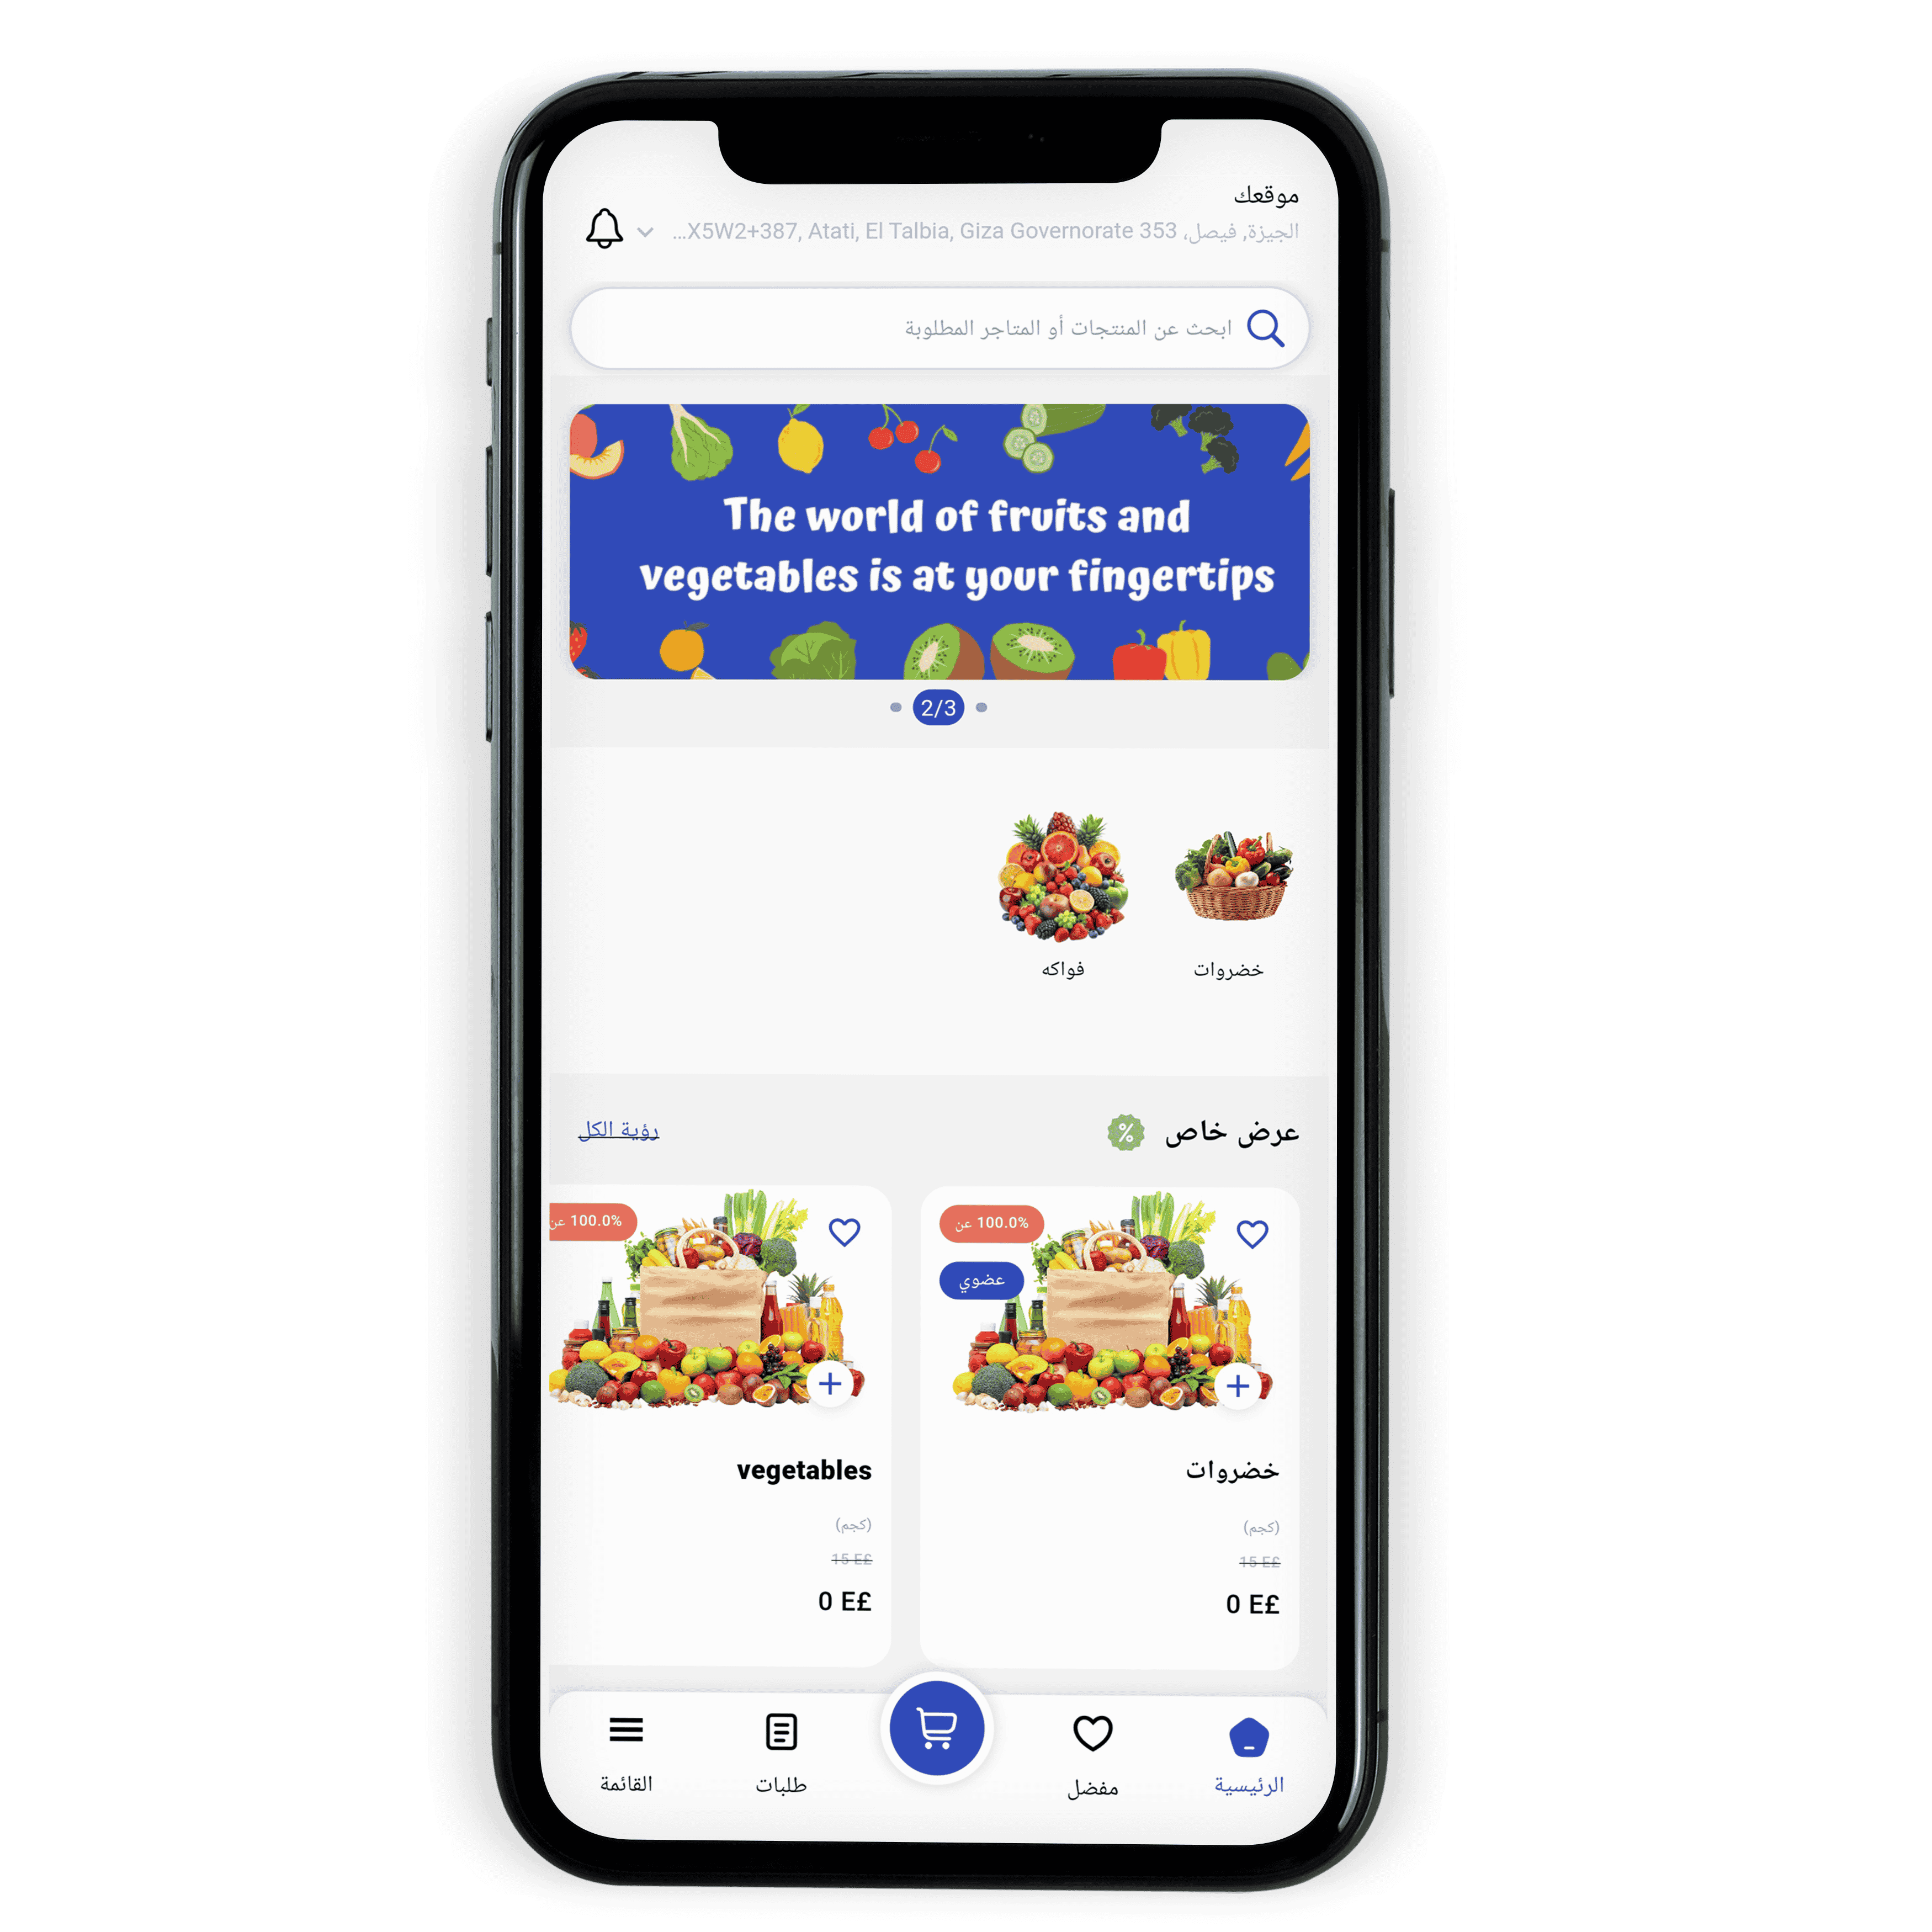 موقعك
الجيزة, فيصل، 353 X5W2+387, Atati, El Talbia, Giza Governorate...
ابحث عن المنتجات أو المتاجر المطلوبة
The world of fruits and
vegetables is at your fingertips
2/3
خضروات
فواكه
عرض خاص
%
رؤية الكل
100.0% عن
عضوي
خضروات
(كجم)
15 E£
0 E£
100.0% عن
vegetables
(كجم)
15 E£
0 E£
الرئيسية
مفضل
طلبات
القائمة